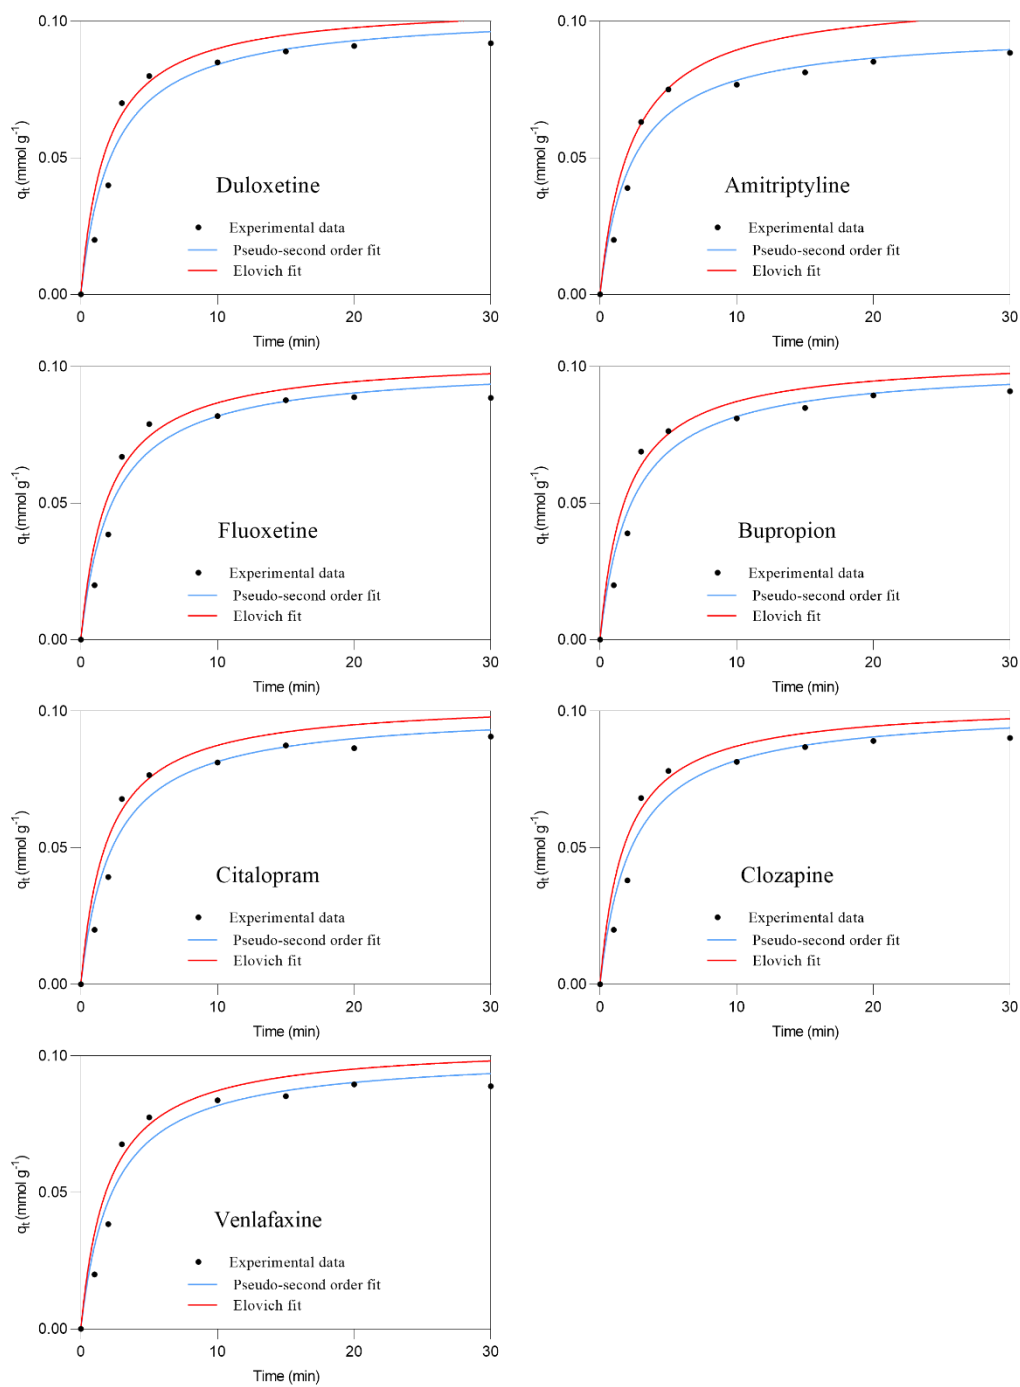 0.10
0.05
0.00
qt (mmol g-1)
Duloxetine
Experimental data
Pseudo-second order fit
Elovich fit
0 10 20 30
Time (min)
0.10
0.05
0.00
qt (mmol g-1)
Amitriptyline
Experimental data
Pseudo-second order fit
Elovich fit
0 10 20 30
Time (min)
0.10
0.05
0.00
qt (mmol g-1)
Fluoxetine
Experimental data
Pseudo-second order fit
Elovich fit
0 10 20 30
Time (min)
0.10
0.05
0.00
qt (mmol g-1)
Bupropion
Experimental data
Pseudo-second order fit
Elovich fit
0 10 20 30
Time (min)
0.10
0.05
0.00
qt (mmol g-1)
Citalopram
Experimental data
Pseudo-second order fit
Elovich fit
0 10 20 30
Time (min)
0.10
0.05
0.00
qt (mmol g-1)
Clozapine
Experimental data
Pseudo-second order fit
Elovich fit
0 10 20 30
Time (min)
0.10
0.05
0.00
qt (mmol g-1)
Venlafaxine
Experimental data
Pseudo-second order fit
Elovich fit
0 10 20 30
Time (min)